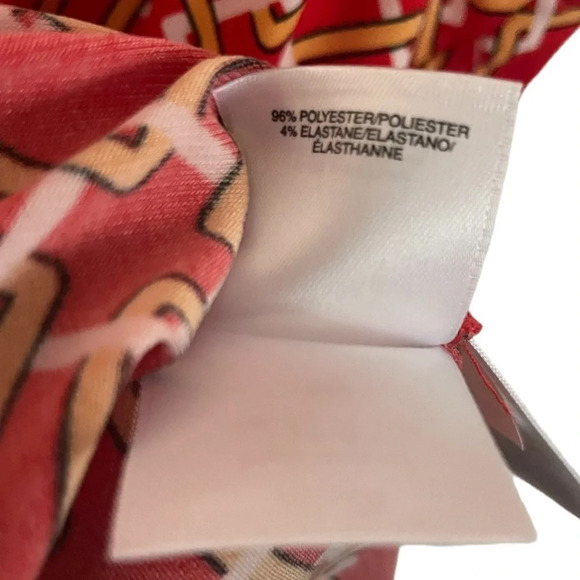 96% POLYESTER/POLIESTER
4% ELASTANE/ELASTANO/
ÉLASTHANNE